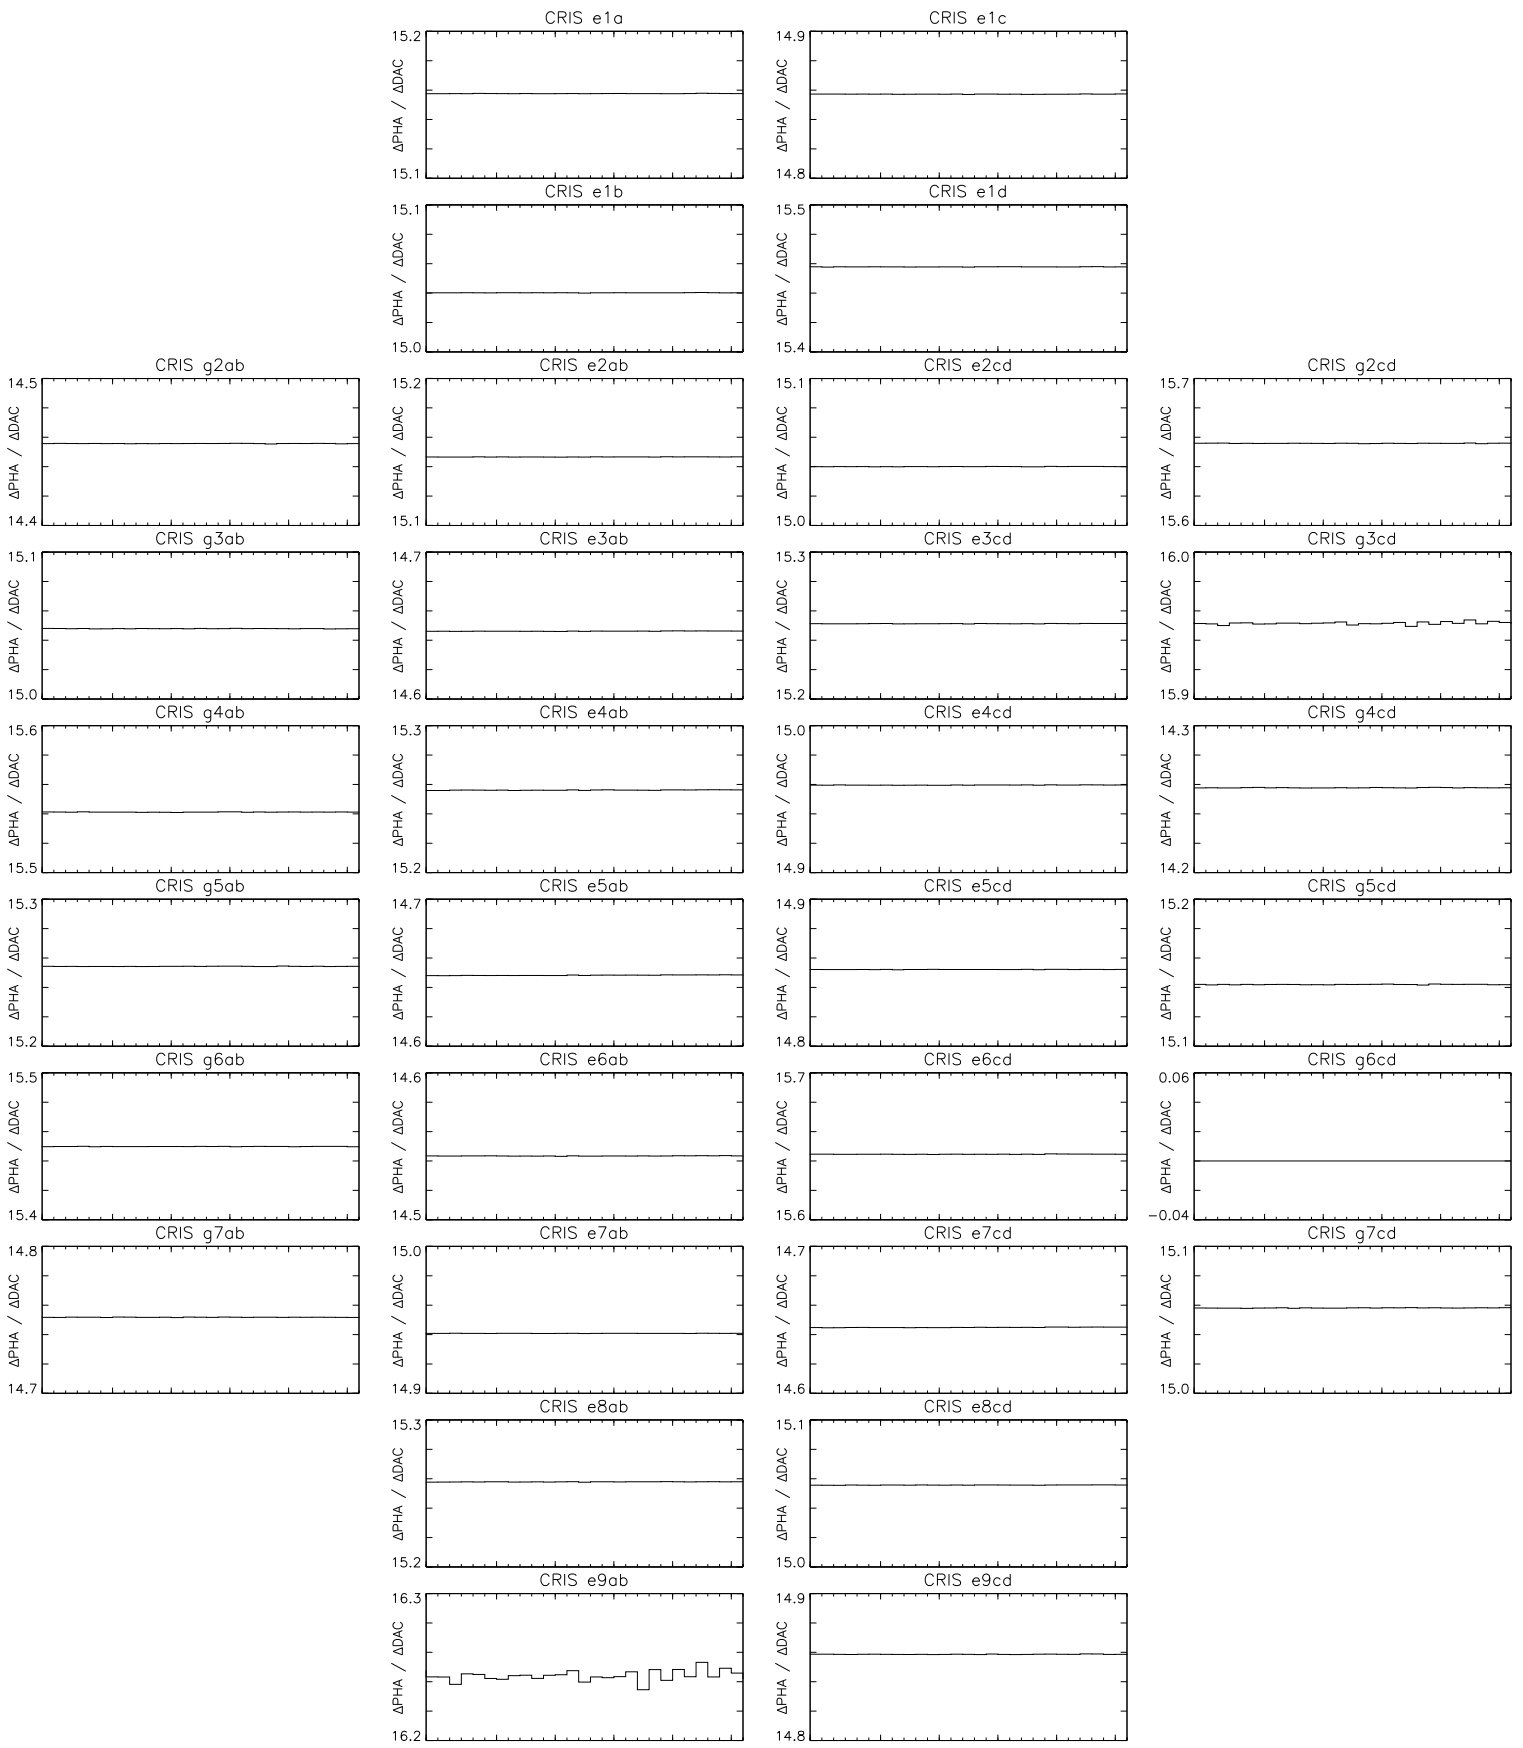 CRIS e1a
15.2
ΔPHA / ΔDAC
15.1
CRIS e1c
14.9
ΔPHA / ΔDAC
14.8
CRIS e1b
15.1
ΔPHA / ΔDAC
15.0
CRIS e1d
15.5
ΔPHA / ΔDAC
15.4
CRIS g2ab
14.5
ΔPHA / ΔDAC
14.4
CRIS e2ab
15.2
ΔPHA / ΔDAC
15.1
CRIS e2cd
15.1
ΔPHA / ΔDAC
15.0
CRIS g2cd
15.7
ΔPHA / ΔDAC
15.6
CRIS g3ab
15.1
ΔPHA / ΔDAC
15.0
CRIS e3ab
14.7
ΔPHA / ΔDAC
14.6
CRIS e3cd
15.3
ΔPHA / ΔDAC
15.2
CRIS g3cd
16.0
ΔPHA / ΔDAC
15.9
CRIS g4ab
15.6
ΔPHA / ΔDAC
15.5
CRIS e4ab
15.3
ΔPHA / ΔDAC
15.2
CRIS e4cd
15.0
ΔPHA / ΔDAC
14.9
CRIS g4cd
14.3
ΔPHA / ΔDAC
14.2
CRIS g5ab
15.3
ΔPHA / ΔDAC
15.2
CRIS e5ab
14.7
ΔPHA / ΔDAC
14.6
CRIS e5cd
14.9
ΔPHA / ΔDAC
14.8
CRIS g5cd
15.2
ΔPHA / ΔDAC
15.1
CRIS g6ab
15.5
ΔPHA / ΔDAC
15.4
CRIS e6ab
14.6
ΔPHA / ΔDAC
14.5
CRIS e6cd
15.7
ΔPHA / ΔDAC
15.6
CRIS g6cd
0.06
ΔPHA / ΔDAC
−0.04
CRIS g7ab
14.8
ΔPHA / ΔDAC
14.7
CRIS e7ab
15.0
ΔPHA / ΔDAC
14.9
CRIS e7cd
14.7
ΔPHA / ΔDAC
14.6
CRIS g7cd
15.1
ΔPHA / ΔDAC
15.0
CRIS e8ab
15.3
ΔPHA / ΔDAC
15.2
CRIS e8cd
15.1
ΔPHA / ΔDAC
15.0
CRIS e9ab
16.3
ΔPHA / ΔDAC
16.2
CRIS e9cd
14.9
ΔPHA / ΔDAC
14.8